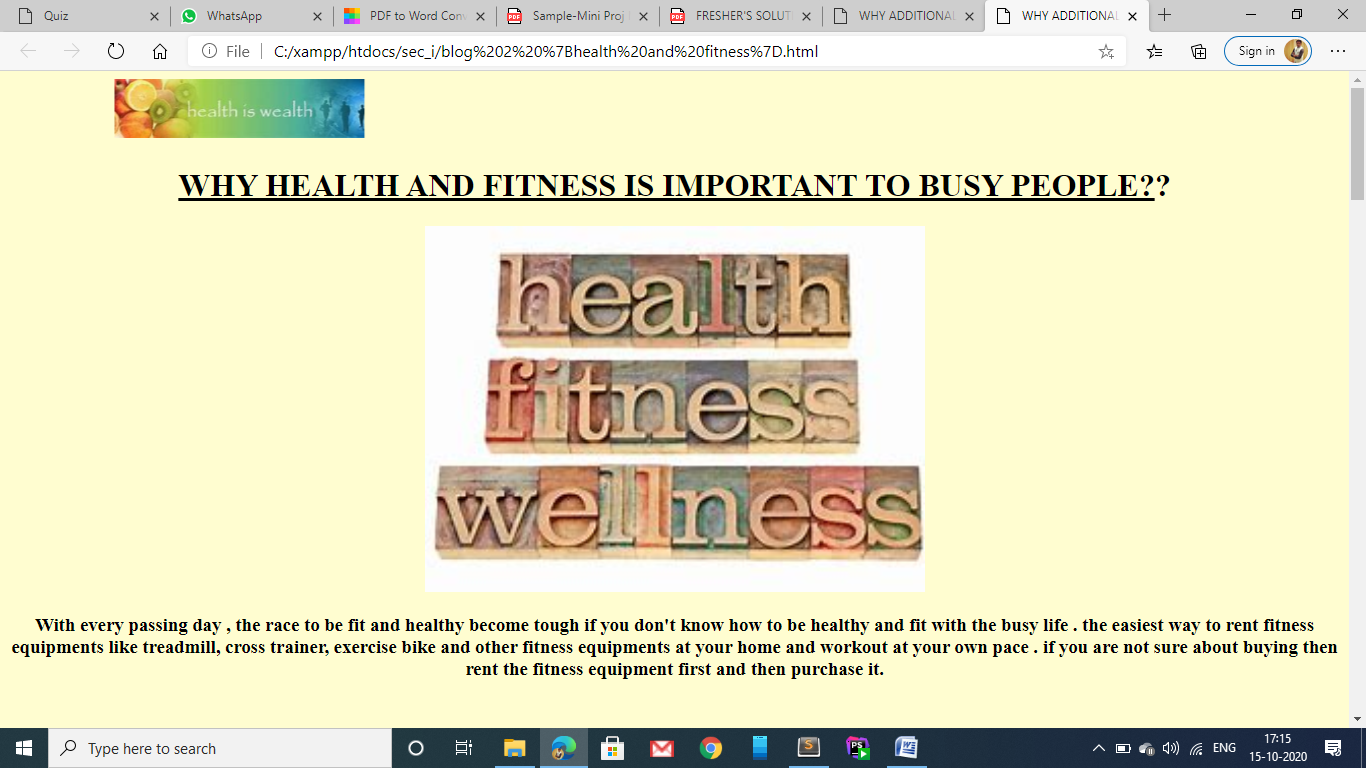 Quiz
WhatsApp
PDF to Word Con
Sample-Mini Proj
FRESHER'S SOLUT
WHY ADDITIONAL
WHY ADDITIONAL
File
C:/xampp/htdocs/sec_i/blog%202%20%7Bhealth%20and%20fitness%7D.html
Sign in
health is wealth
WHY HEALTH AND FITNESS IS IMPORTANT TO BUSY PEOPLE??
health
fitness
wellness
With every passing day , the race to be fit and healthy become tough if you don't know how to be healthy and fit with the busy life . the easiest way to rent fitness
equipments like treadmill, cross trainer, exercise bike and other fitness equipments at your home and workout at your own pace . if you are not sure about buying then
rent the fitness equipment first and then purchase it.
Type here to search
ENG
17:15
15-10-2020